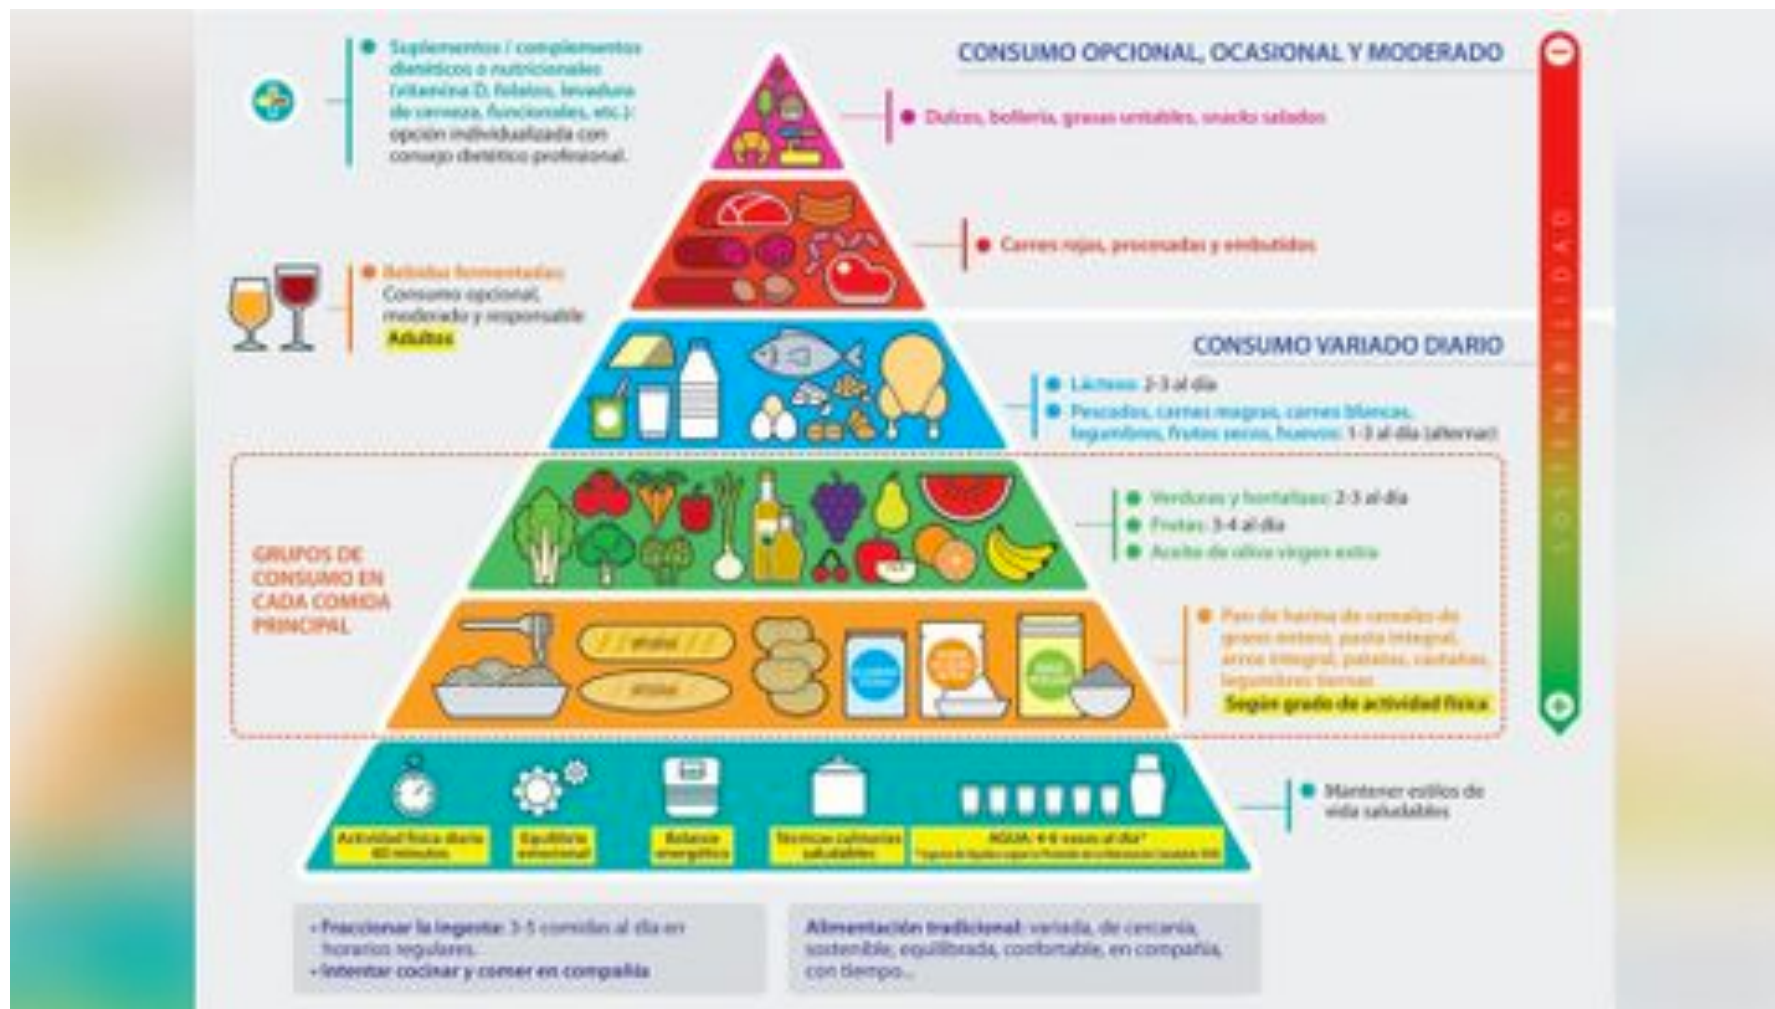 Suplementos / complementos
dietéticos o nutricionales
(vitamina D, folatos, levadura
de cerveza, funcionales, etc.):
opción individualizada con
consejo dietético profesional.
CONSUMO OPCIONAL, OCASIONAL Y MODERADO
Dulces, bollería, grasas untables, snacks salados
Carnes rojas, procesadas y embutidos
Bebidas fermentadas:
Consumo opcional,
moderado y responsable
Adultos
CONSUMO VARIADO DIARIO
Lácteos: 2-3 al día
Pescados, carnes magras, carnes blancas,
legumbres, frutos secos, huevos: 1-3 al día (alternar)
SOSTENIBILIDAD
GRUPOS DE
CONSUMO EN
CADA COMIDA
PRINCIPAL
Verduras y hortalizas: 2-3 al día
Frutas: 3-4 al día
Aceite de oliva virgen extra
Pan de harina de cereales de
grano entero, pasta integral,
arroz integral, patatas, castañas,
legumbres tiernas
Según grado de actividad física
Mantener estilos de
vida saludables
Actividad física diaria
60 minutos
Equilibrio
emocional
Balance
energético
Técnicas culinarias
saludables
AGUA: 4-6 vasos al día*
• Fraccionar la ingesta: 3-5 comidas al día en
horarios regulares.
• Intentar cocinar y comer en compañía
Alimentación tradicional: variada, de cercanía,
sostenible, equilibrada, confortable, en compañía,
con tiempo...